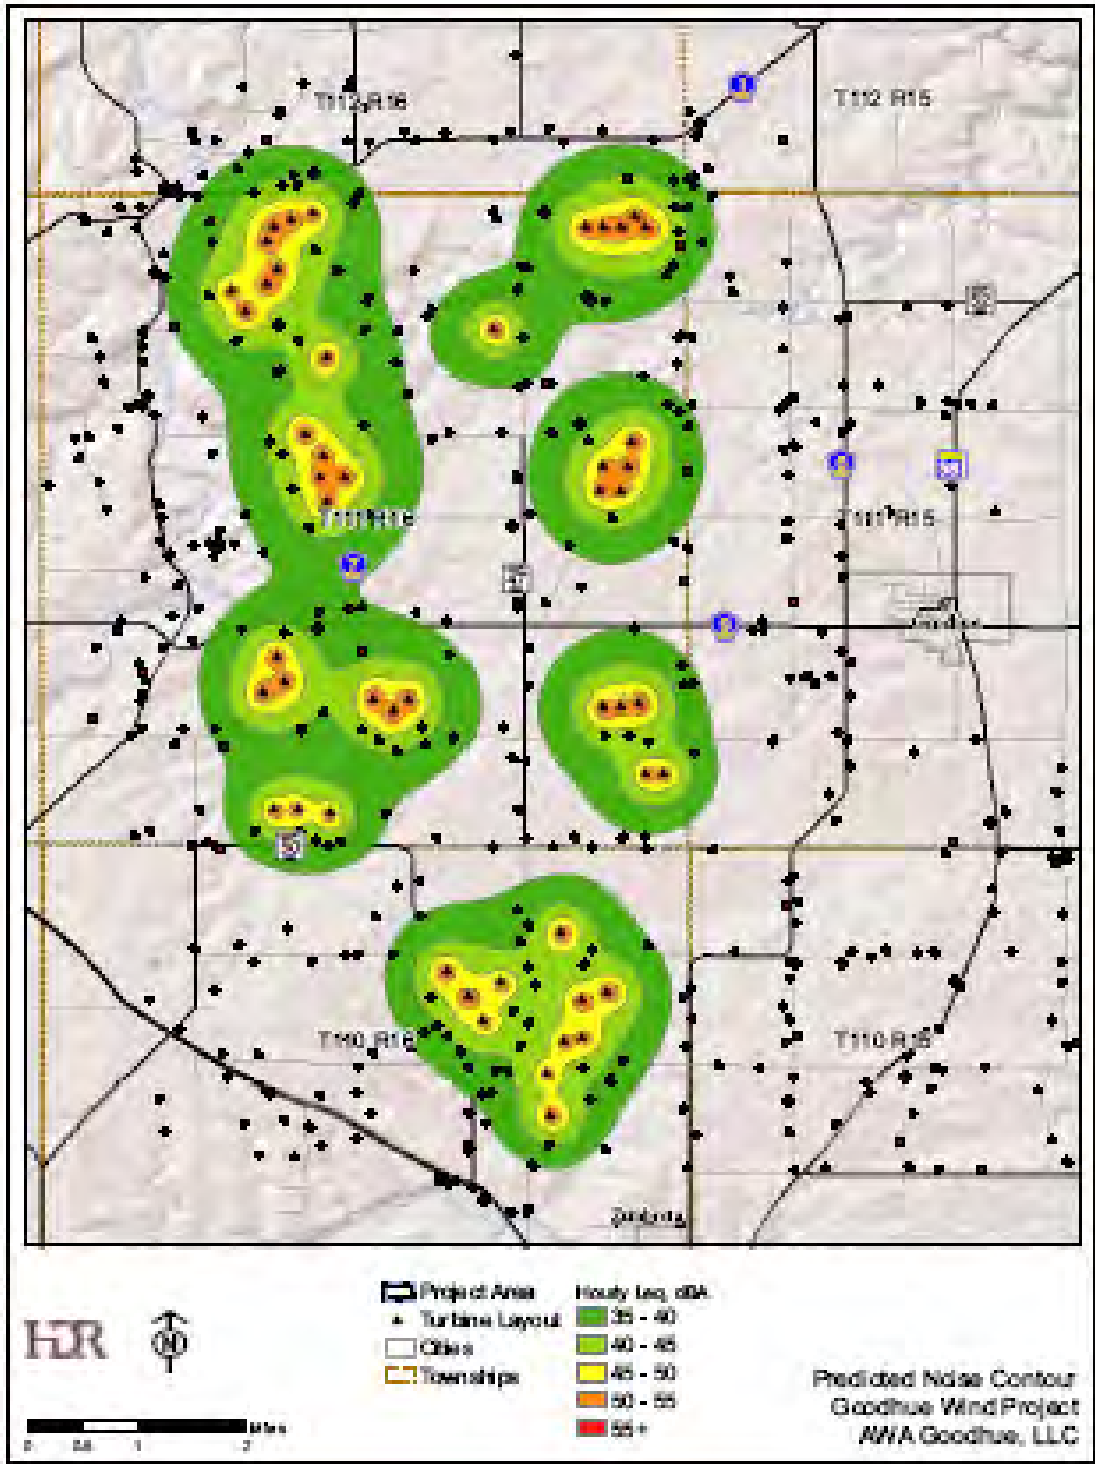 T112 R16
T112 R15
T111 R16
T111 R15
T110 R16
T110 R15
HDR
N
0 0.5 1 2 Miles
Project Area
Turbine Layout
Cities
Townships
Hourly Leq, dBA
35 - 40
40 - 45
45 - 50
50 - 55
55+
Predicted Noise Contour
Goodhue Wind Project
AWA Goodhue, LLC